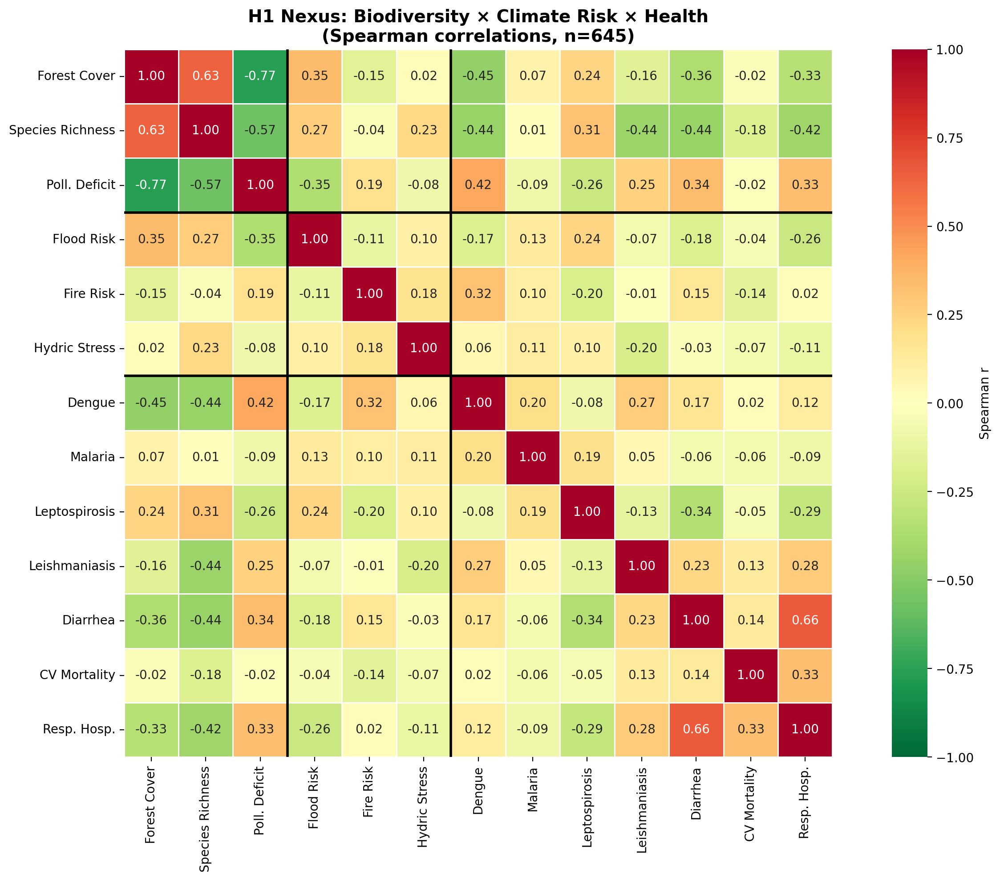 H1 Nexus: Biodiversity × Climate Risk × Health
(Spearman correlations, n=645)
Forest Cover 1.00 0.63 -0.77 0.35 -0.15 0.02 -0.45 0.07 0.24 -0.16 -0.36 -0.02 -0.33
Species Richness 0.63 1.00 -0.57 0.27 -0.04 0.23 -0.44 0.01 0.31 -0.44 -0.44 -0.18 -0.42
Poll. Deficit -0.77 -0.57 1.00 -0.35 0.19 -0.08 0.42 -0.09 -0.26 0.25 0.34 -0.02 0.33
Flood Risk 0.35 0.27 -0.35 1.00 -0.11 0.10 -0.17 0.13 0.24 -0.07 -0.18 -0.04 -0.26
Fire Risk -0.15 -0.04 0.19 -0.11 1.00 0.18 0.32 0.10 -0.20 -0.01 0.15 -0.14 0.02
Hydric Stress 0.02 0.23 -0.08 0.10 0.18 1.00 0.06 0.11 0.10 -0.20 -0.03 -0.07 -0.11
Dengue -0.45 -0.44 0.42 -0.17 0.32 0.06 1.00 0.20 -0.08 0.27 0.17 0.02 0.12
Malaria 0.07 0.01 -0.09 0.13 0.10 0.11 0.20 1.00 0.19 0.05 -0.06 -0.06 -0.09
Leptospirosis 0.24 0.31 -0.26 0.24 -0.20 0.10 -0.08 0.19 1.00 -0.13 -0.34 -0.05 -0.29
Leishmaniasis -0.16 -0.44 0.25 -0.07 -0.01 -0.20 0.27 0.05 -0.13 1.00 0.23 0.13 0.28
Diarrhea -0.36 -0.44 0.34 -0.18 0.15 -0.03 0.17 -0.06 -0.34 0.23 1.00 0.14 0.66
CV Mortality -0.02 -0.18 -0.02 -0.04 -0.14 -0.07 0.02 -0.06 -0.05 0.13 0.14 1.00 0.33
Resp. Hosp. -0.33 -0.42 0.33 -0.26 0.02 -0.11 0.12 -0.09 -0.29 0.28 0.66 0.33 1.00
Forest Cover
Species Richness
Poll. Deficit
Flood Risk
Fire Risk
Hydric Stress
Dengue
Malaria
Leptospirosis
Leishmaniasis
Diarrhea
CV Mortality
Resp. Hosp.
1.00
0.75
0.50
0.25
0.00
−0.25
−0.50
−0.75
−1.00
Spearman r